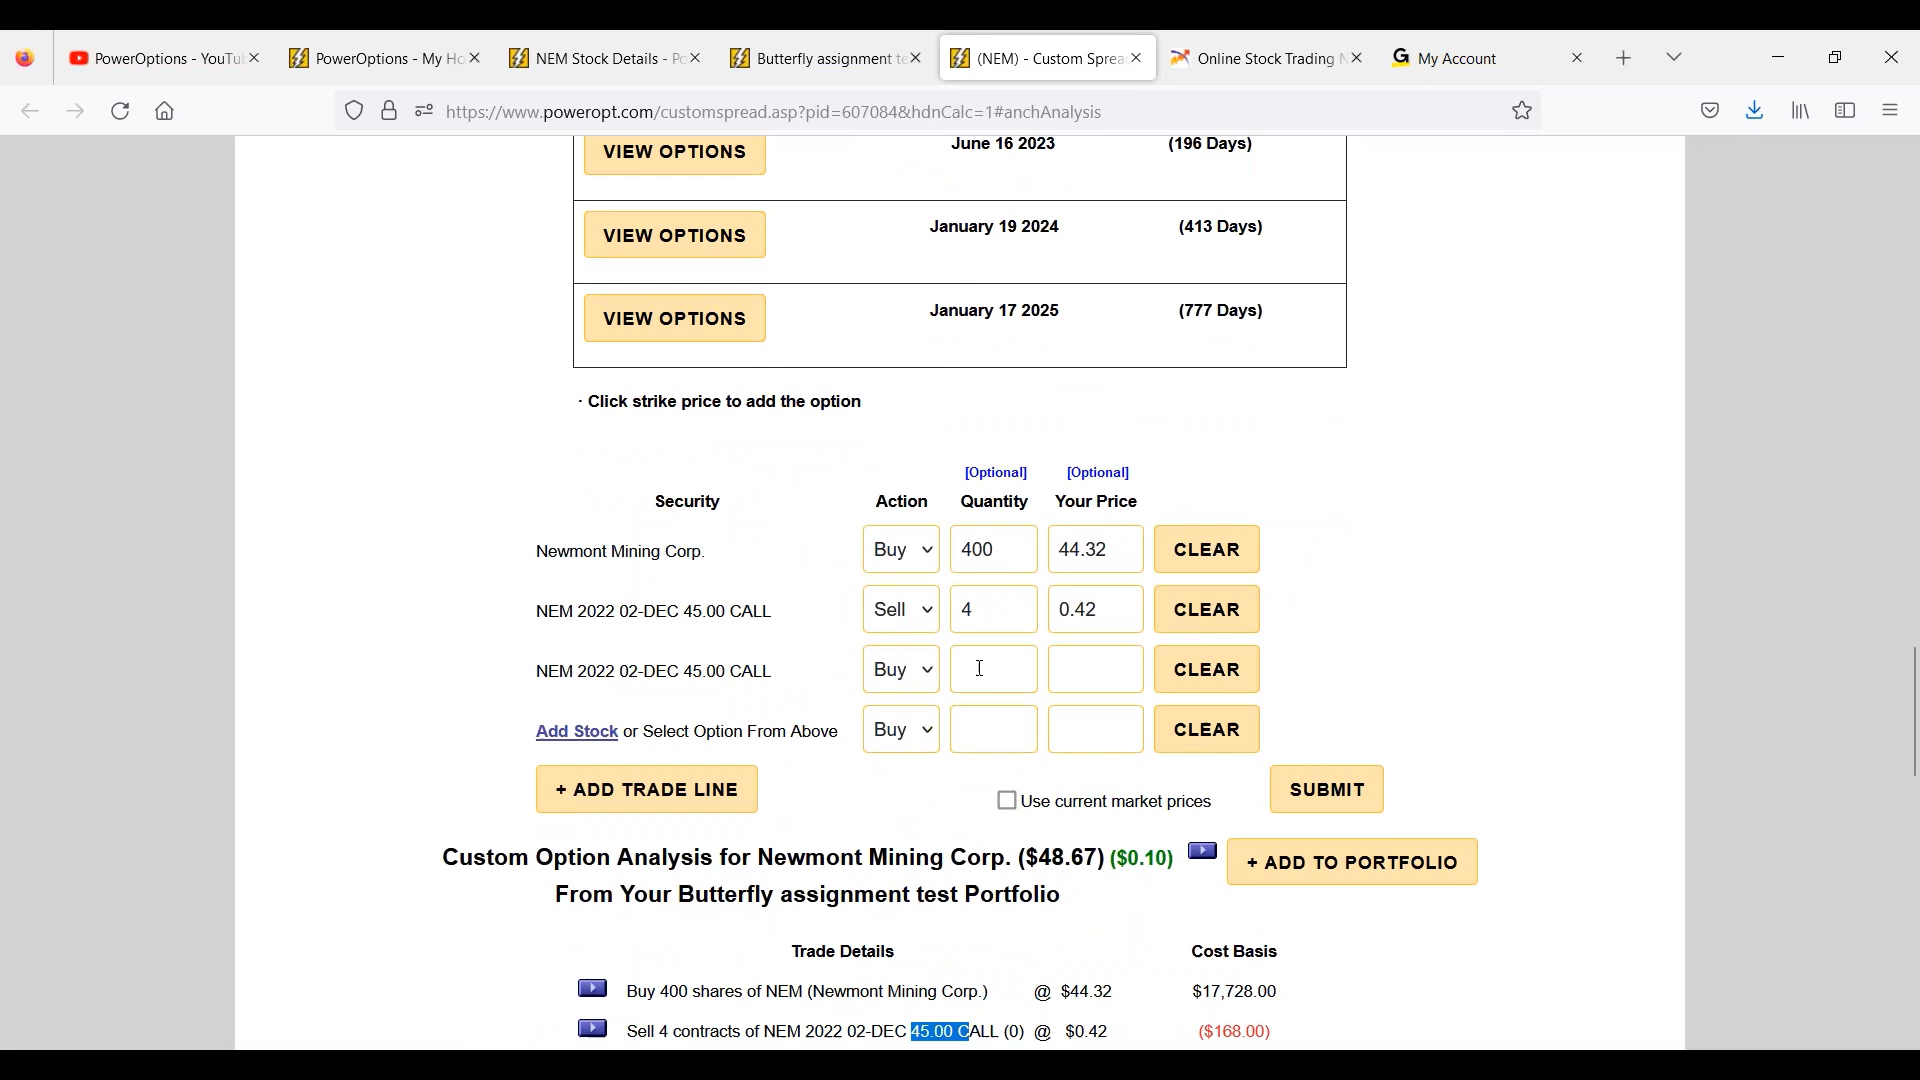 PowerOptions - YouTu
PowerOptions - My Ho
NEM Stock Details - Po
Butterfly assignment te
(NEM) - Custom Sprea
Online Stock Trading
My Account
https://www.poweropt.com/customspread.asp?pid=607084&hdnCalc=1#anchAnalysis
VIEW OPTIONS June 16 2023 (196 Days)
VIEW OPTIONS January 19 2024 (413 Days)
VIEW OPTIONS January 17 2025 (777 Days)
· Click strike price to add the option
[Optional] [Optional]
Security Action Quantity Your Price
Newmont Mining Corp. Buy 400 44.32 CLEAR
NEM 2022 02-DEC 45.00 CALL Sell 4 0.42 CLEAR
NEM 2022 02-DEC 45.00 CALL Buy CLEAR
Add Stock or Select Option From Above Buy CLEAR
+ ADD TRADE LINE Use current market prices SUBMIT
Custom Option Analysis for Newmont Mining Corp. ($48.67) ($0.10) + ADD TO PORTFOLIO
From Your Butterfly assignment test Portfolio
Trade Details Cost Basis
Buy 400 shares of NEM (Newmont Mining Corp.) @ $44.32 $17,728.00
Sell 4 contracts of NEM 2022 02-DEC 45.00 CALL (0) @ $0.42 ($168.00)